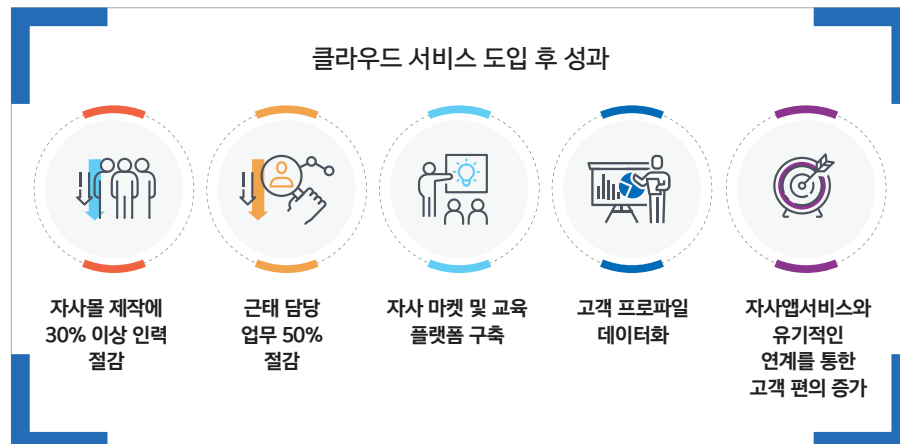 클라우드 서비스 도입 후 성과
자사몰 제작에
30% 이상 인력
절감
근태 담당
업무 50%
절감
자사 마켓 및 교육
플랫폼 구축
고객 프로파일
데이터화
자사앱서비스와
유기적인
연계를 통한
고객 편의 증가